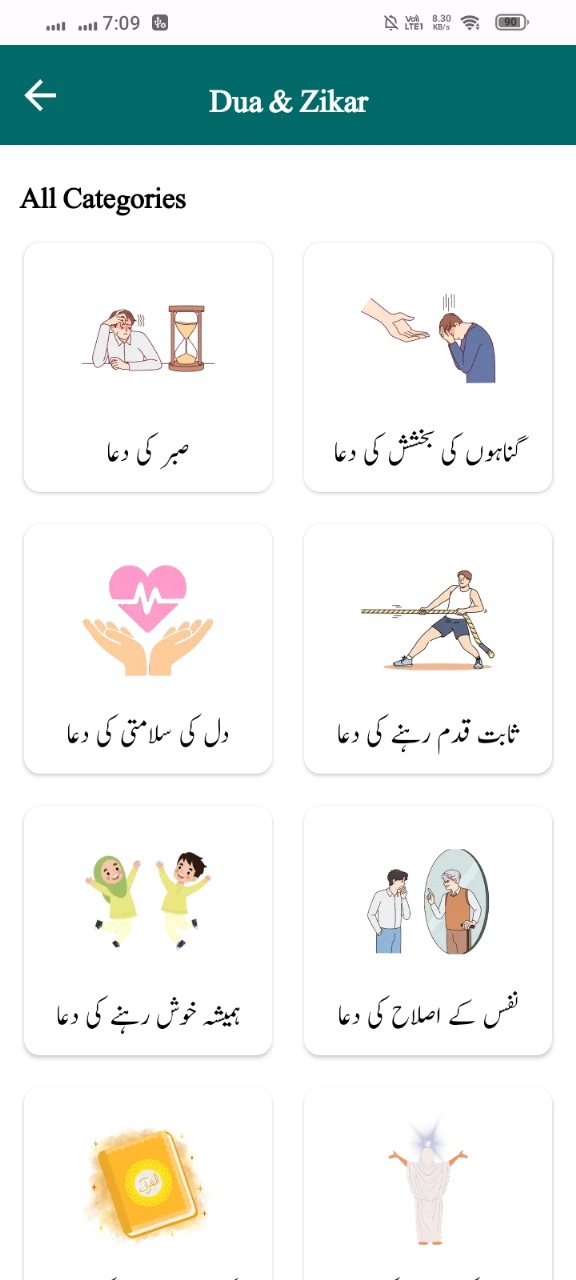 7:09
Vo)) LTE1
8.30 KB/s
90
Dua & Zikar
All Categories
صبر کی دعا
گناہوں کی بخشش کی دعا
دل کی سلامتی کی دعا
ثابت قدم رہنے کی دعا
ہمیشہ خوش رہنے کی دعا
نفس کے اصلاح کی دعا